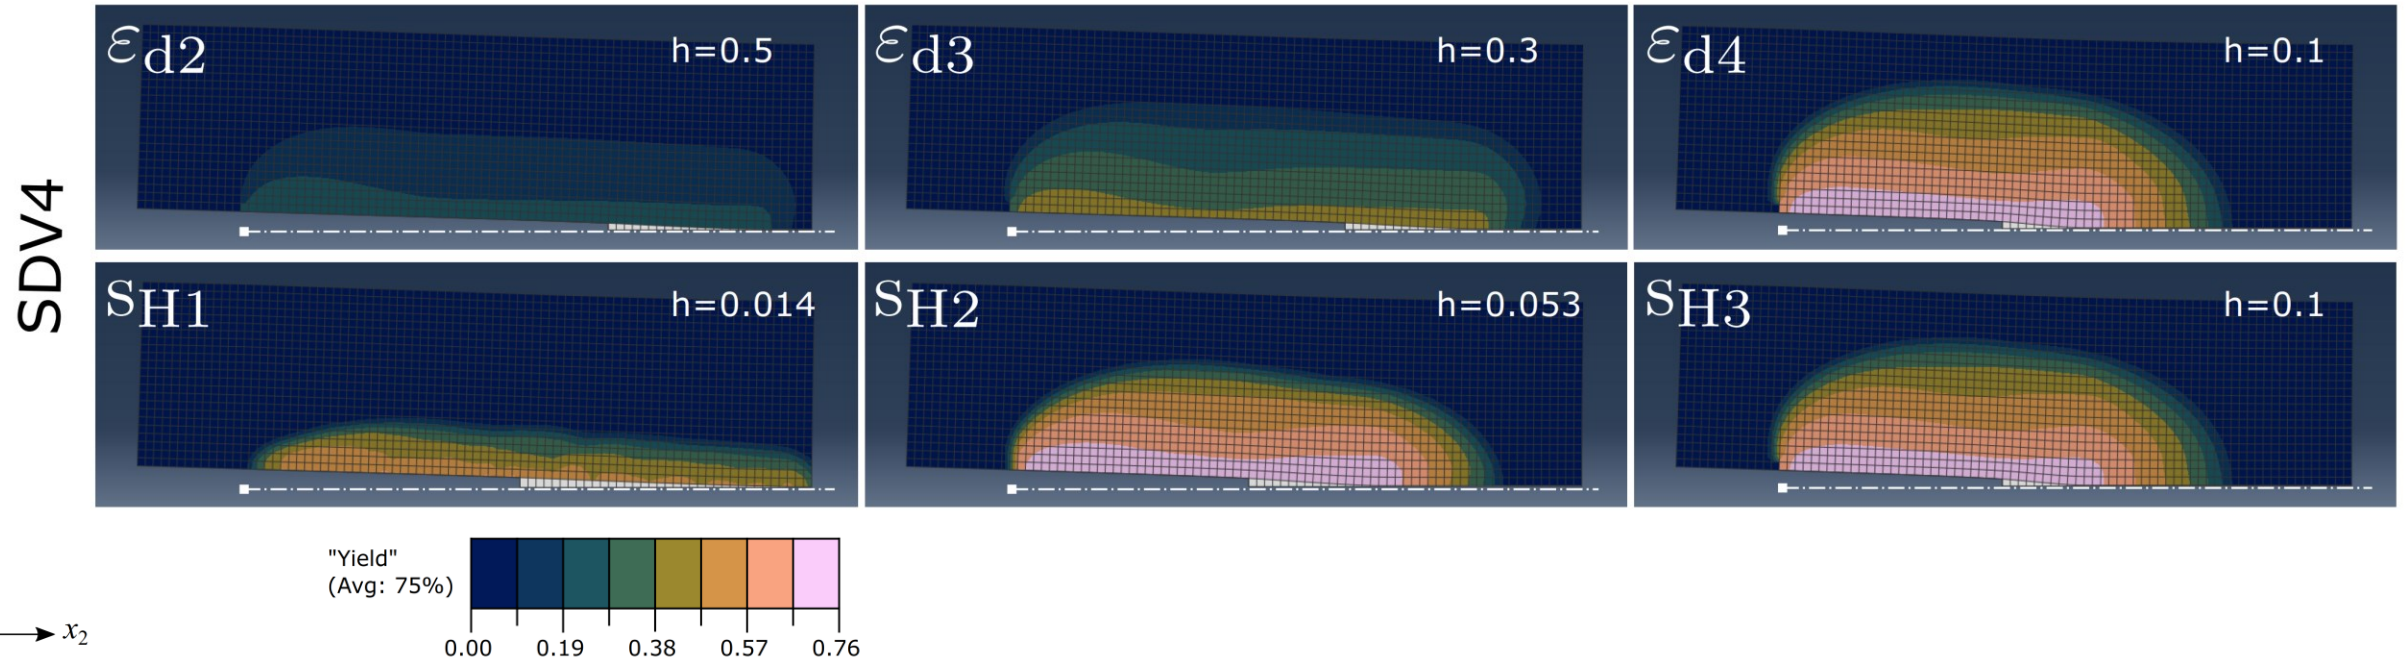 SDV4
εd2 h=0.5
εd3 h=0.3
εd4 h=0.1
SH1 h=0.014
SH2 h=0.053
SH3 h=0.1
"Yield"
(Avg: 75%)
0.00 0.19 0.38 0.57 0.76
x2